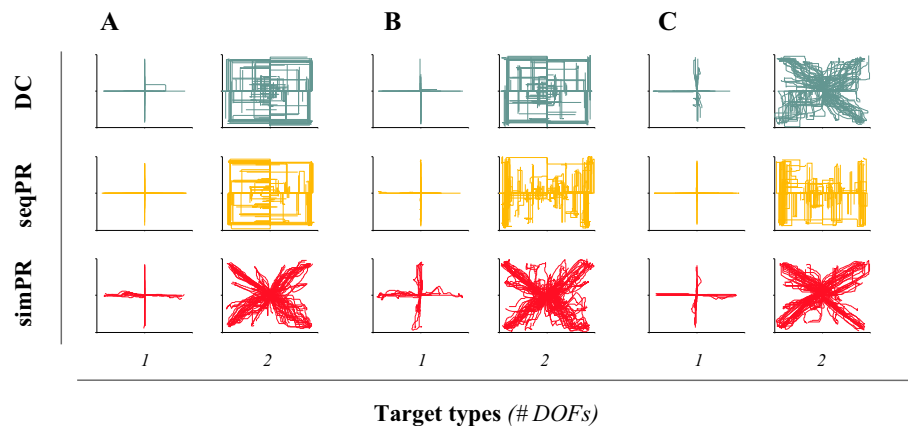 A B C
DC
seqPR
simPR
1 2 1 2 1 2
Target types (# DOFs)